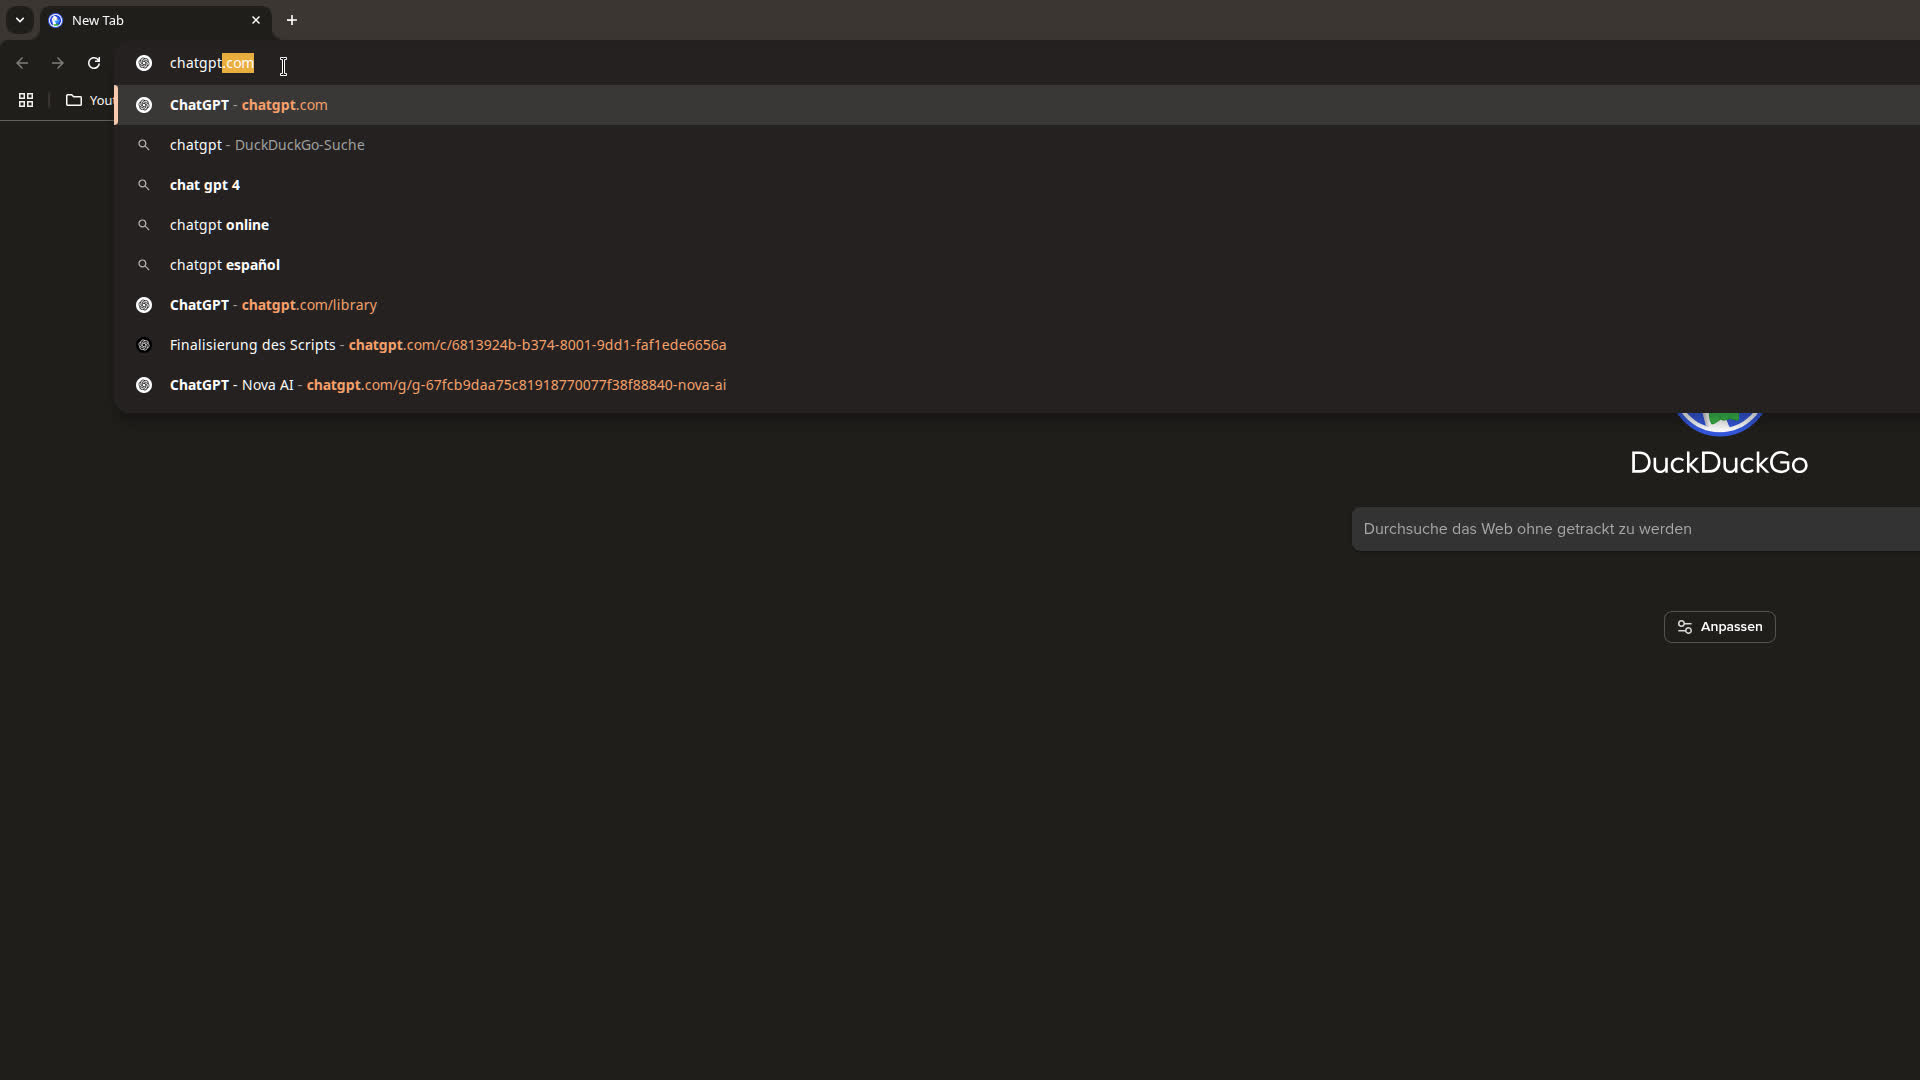 New Tab
chatgpt.com
Yout
ChatGPT - chatgpt.com
chatgpt - DuckDuckGo-Suche
chat gpt 4
chatgpt online
chatgpt español
ChatGPT - chatgpt.com/library
Finalisierung des Scripts - chatgpt.com/c/6813924b-b374-8001-9dd1-faf1ede6656a
ChatGPT - Nova AI - chatgpt.com/g/g-67fcb9daa75c81918770077f38f88840-nova-ai
DuckDuckGo
Durchsuche das Web ohne getrackt zu werden
Anpassen